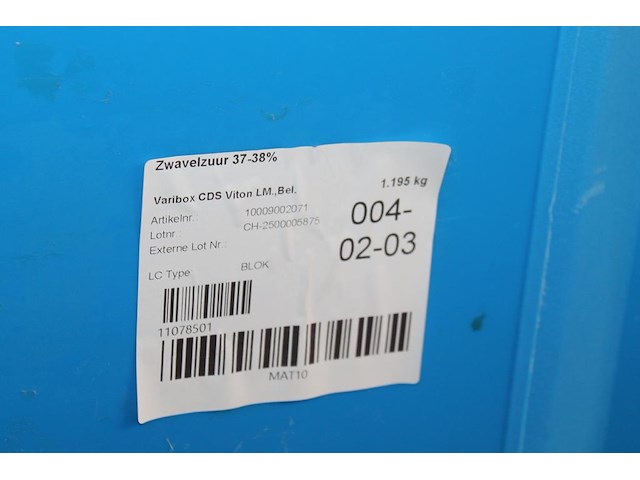 Zwavelzuur 37-38%
Varibox CDS Viton LM.,Bel. 1.195 kg
Artikelnr.: 10009002071
Lotnr.: CH-2500005875
Externe Lot Nr.:
004-
02-03
LC Type: BLOK
11078501
MAT10